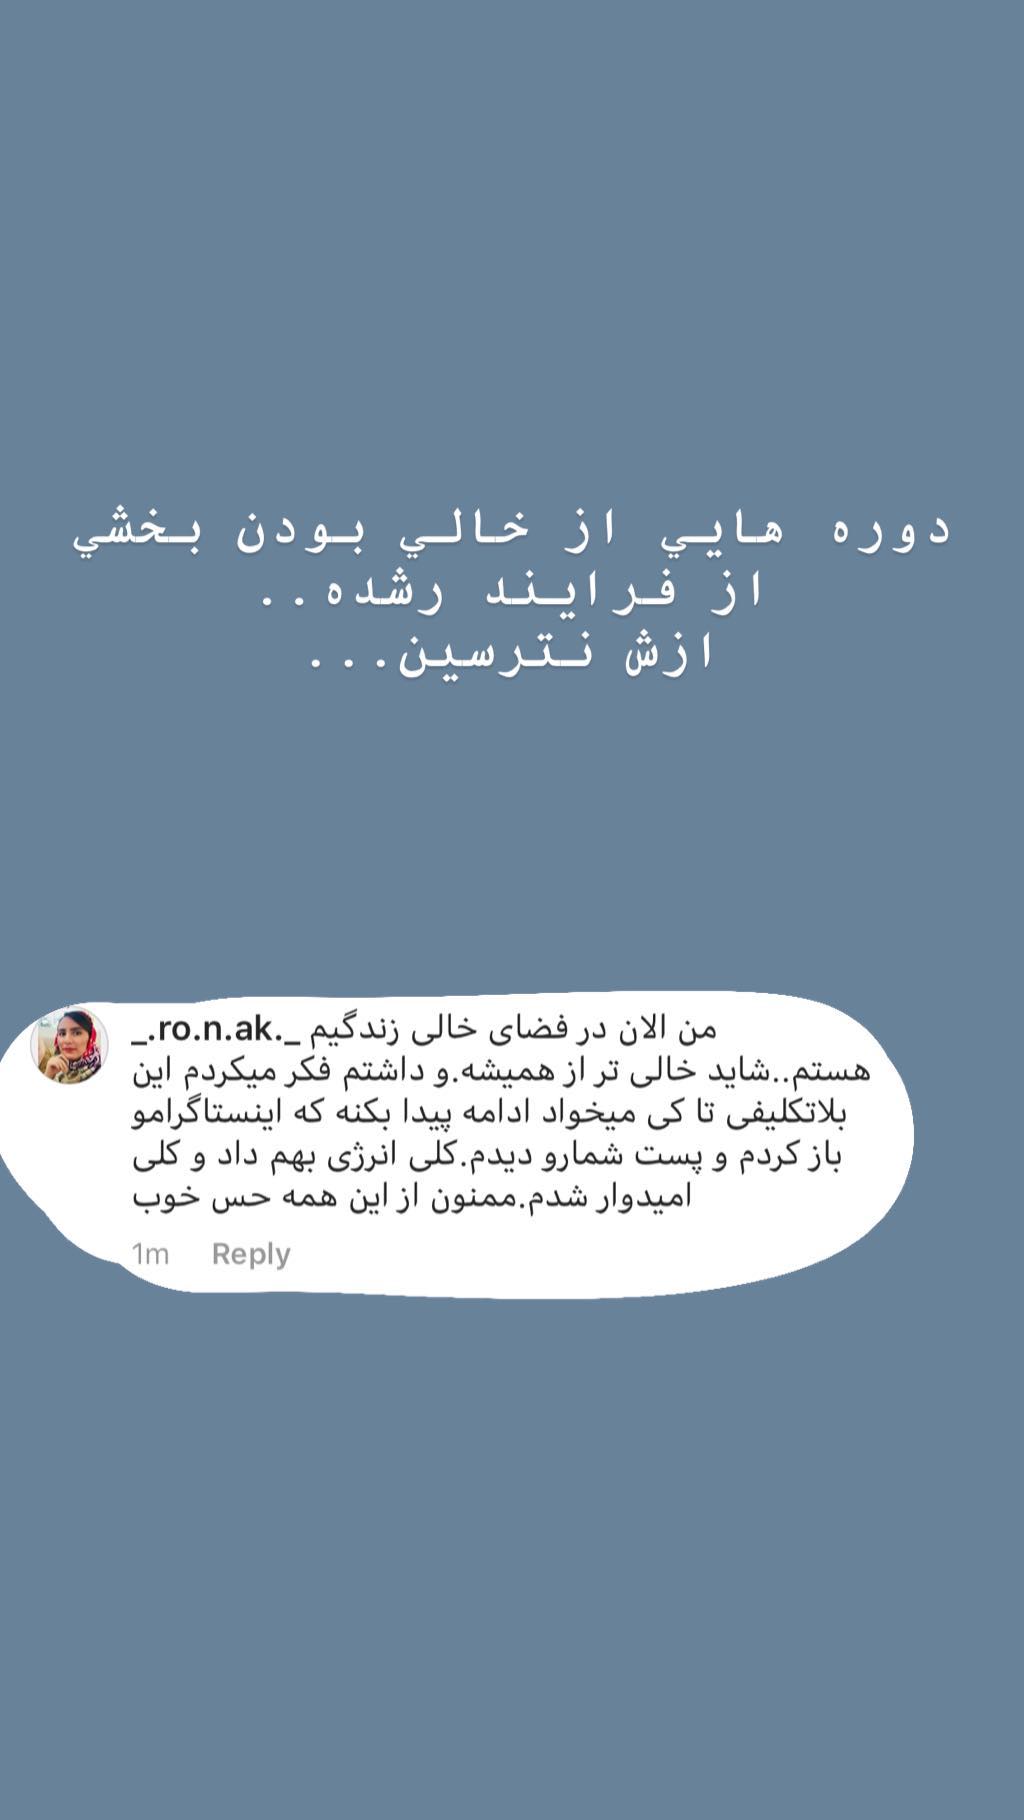 دوره هايي از خالي بودن بخشي
از فرايند رشده..
ازش نترسين...
_.ro.n.ak._ من الان در فضای خالی زندگیم
هستم..شاید خالی تر از همیشه.و داشتم فکر میکردم این
بلاتکلیفی تا کی میخواد ادامه پیدا بکنه که اینستاگرامو
باز کردم و پست شمارو دیدم.کلی انرژی بهم داد و کلی
امیدوار شدم.ممنون از این همه حس خوب
1m Reply